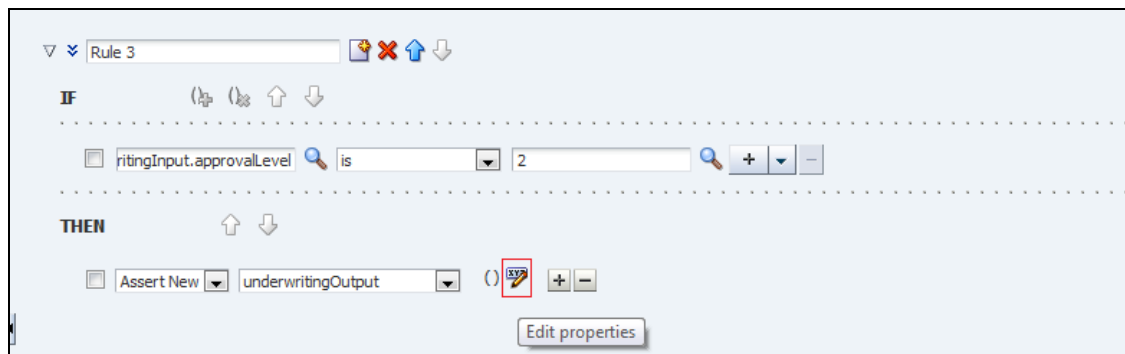 Rule 3
IF
ritingInput.approvalLevel is 2
THEN
Assert New underwritingOutput ()
Edit properties